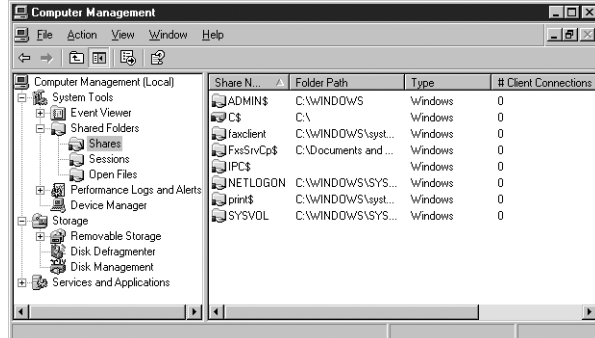 Computer Management
File Action View Window Help
Computer Management (Local)
System Tools
Event Viewer
Shared Folders
Shares
Sessions
Open Files
Performance Logs and Alerts
Device Manager
Storage
Removable Storage
Disk Defragmenter
Disk Management
Services and Applications
Share N... Folder Path Type # Client Connections
ADMIN$ C:\WINDOWS Windows 0
C$ C:\ Windows 0
faxclient C:\WINDOWS\syst... Windows 0
FxsSrvCp$ C:\Documents and ... Windows 0
IPC$ Windows 0
NETLOGON C:\WINDOWS\SYS... Windows 0
print$ C:\WINDOWS\syst... Windows 0
SYSVOL C:\WINDOWS\SYS... Windows 0